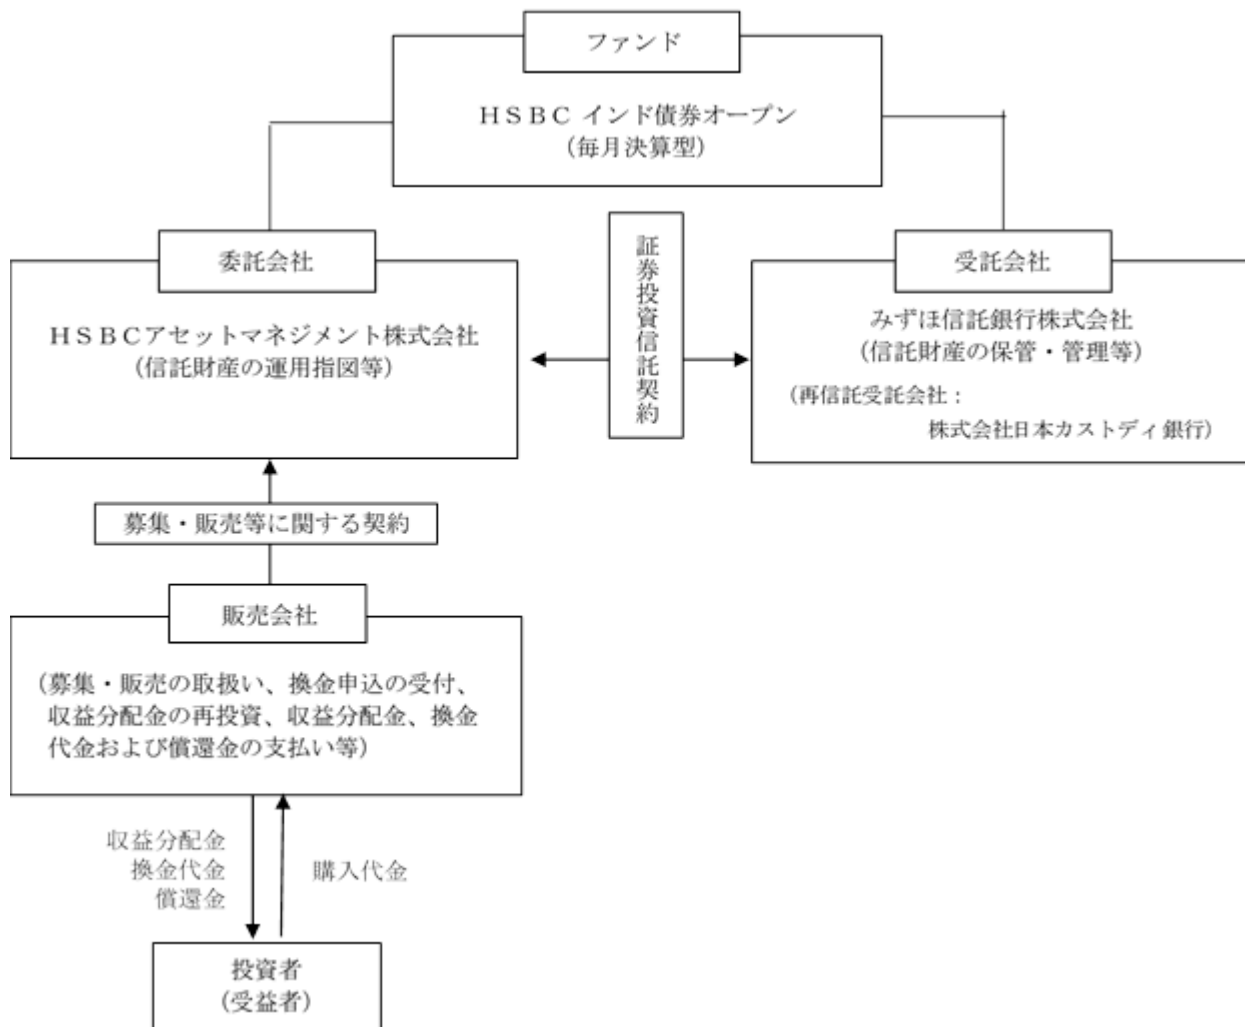 ファンド
ＨＳＢＣ インド債券オープン
（毎月決算型）
委託会社
ＨＳＢＣアセットマネジメント株式会社
（信託財産の運用指図等）
証券投資信託契約
受託会社
みずほ信託銀行株式会社
（信託財産の保管・管理等）
（再信託受託会社：
株式会社日本カストディ銀行）
募集・販売等に関する契約
販売会社
（募集・販売の取扱い、換金申込の受付、
収益分配金の再投資、収益分配金、換金
代金および償還金の支払い等）
収益分配金
換金代金
償還金
購入代金
投資者
（受益者）